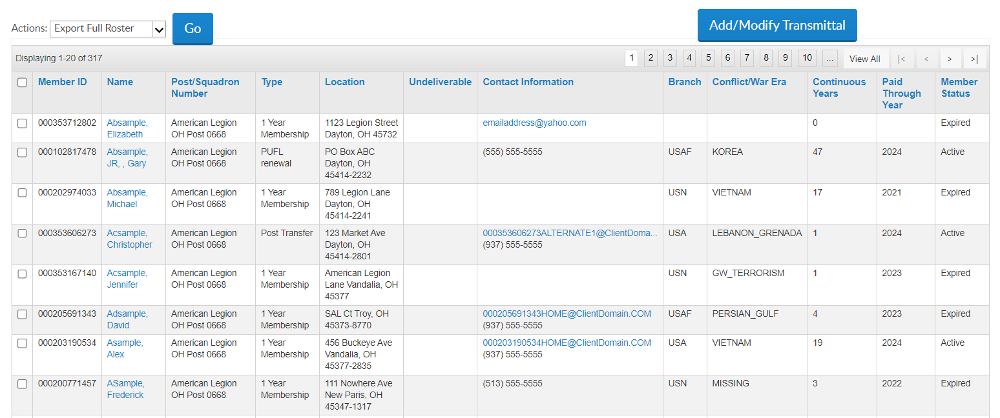 Actions: Export Full Roster Go Add/Modify Transmittal
Displaying 1-20 of 317 1 2 3 4 5 6 7 8 9 10 ... View All |< < > >|
Member ID Name Post/Squadron Number Type Location Undeliverable Contact Information Branch Conflict/War Era Continuous Years Paid Through Year Member Status
000353712802 Absample, Elizabeth American Legion OH Post 0668 1 Year Membership 1123 Legion Street Dayton, OH 45732 emailaddress@yahoo.com 0 Expired
000102817478 Absample, JR, , Gary American Legion OH Post 0668 PUFL renewal PO Box ABC Dayton, OH 45414-2232 (555) 555-5555 USAF KOREA 47 2024 Active
000202974033 Absample, Michael American Legion OH Post 0668 1 Year Membership 789 Legion Lane Dayton, OH 45414-2241 USN VIETNAM 17 2021 Expired
000353606273 Acsample, Christopher American Legion OH Post 0668 Post Transfer 123 Market Ave Dayton, OH 45414-2801 000353606273ALTERNATE1@ClientDoma... (937) 555-5555 USA LEBANON_GRENADA 1 2024 Active
000353167140 Acsample, Jennifer American Legion OH Post 0668 1 Year Membership American Legion Lane Vandalia, OH 45377 USN GW_TERRORISM 1 2023 Expired
000205691343 Adsample, David American Legion OH Post 0668 1 Year Membership SAL Ct Troy, OH 45373-8770 000205691343HOME@ClientDomain.COM (937) 555-5555 USAF PERSIAN_GULF 4 2023 Expired
000203190534 Asample, Alex American Legion OH Post 0668 1 Year Membership 456 Buckeye Ave Vandalia, OH 45377-2835 000203190534HOME@ClientDomain.COM (937) 555-5555 USA VIETNAM 19 2024 Active
000200771457 ASample, Frederick American Legion OH Post 0668 1 Year Membership 111 Nowhere Ave New Paris, OH 45347-1317 (513) 555-5555 USN MISSING 3 2022 Expired